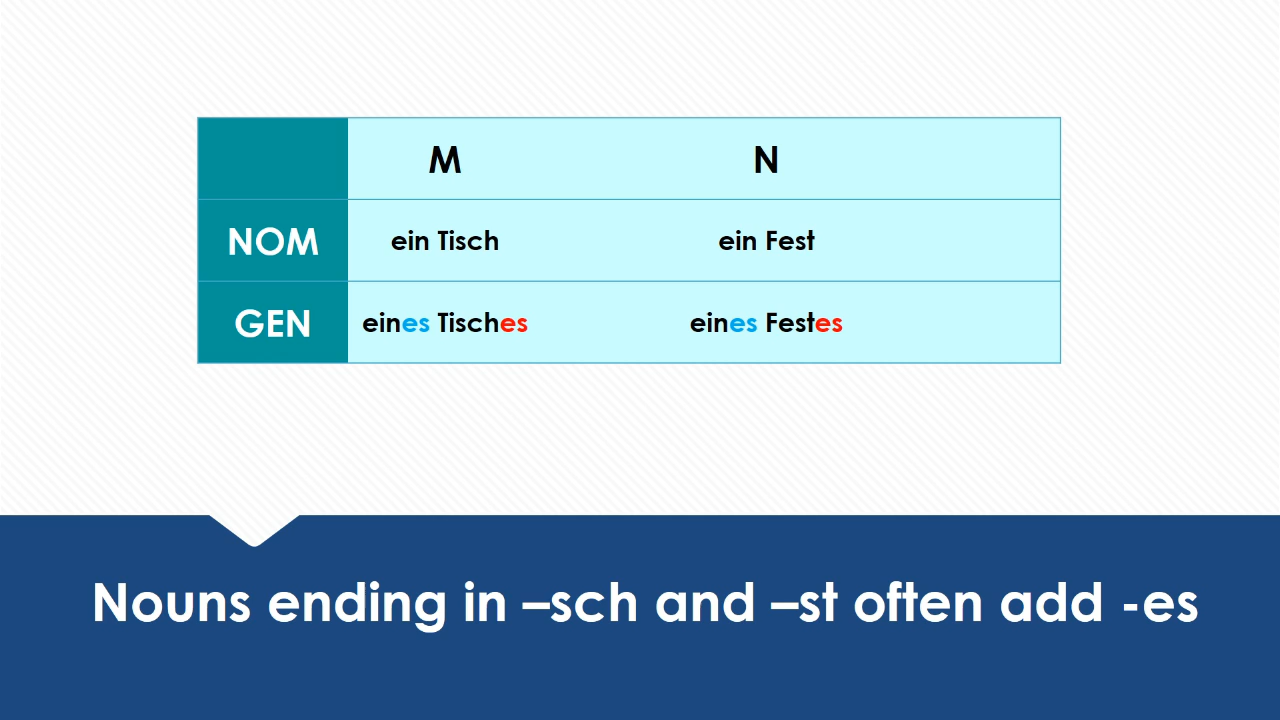 M N
NOM ein Tisch ein Fest
GEN eines Tisches eines Festes
Nouns ending in –sch and –st often add -es